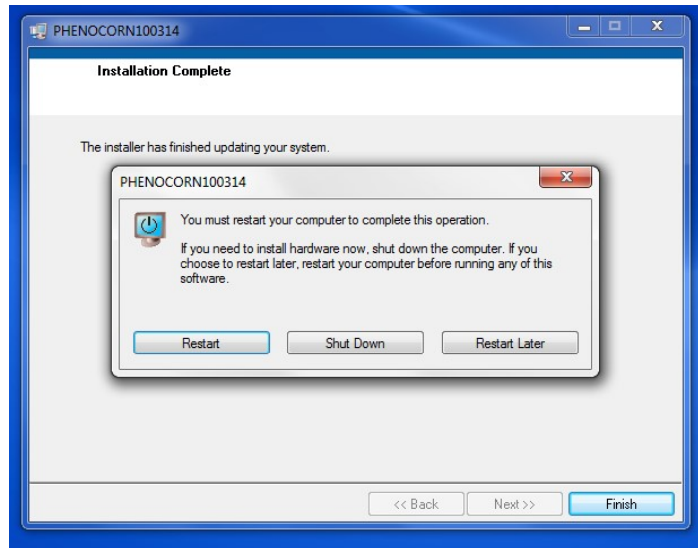 PHENOCORN100314
Installation Complete
The installer has finished updating your system.
PHENOCORN100314
You must restart your computer to complete this operation.
If you need to install hardware now, shut down the computer. If you
choose to restart later, restart your computer before running any of this
software.
Restart Shut Down Restart Later
<< Back Next >> Finish